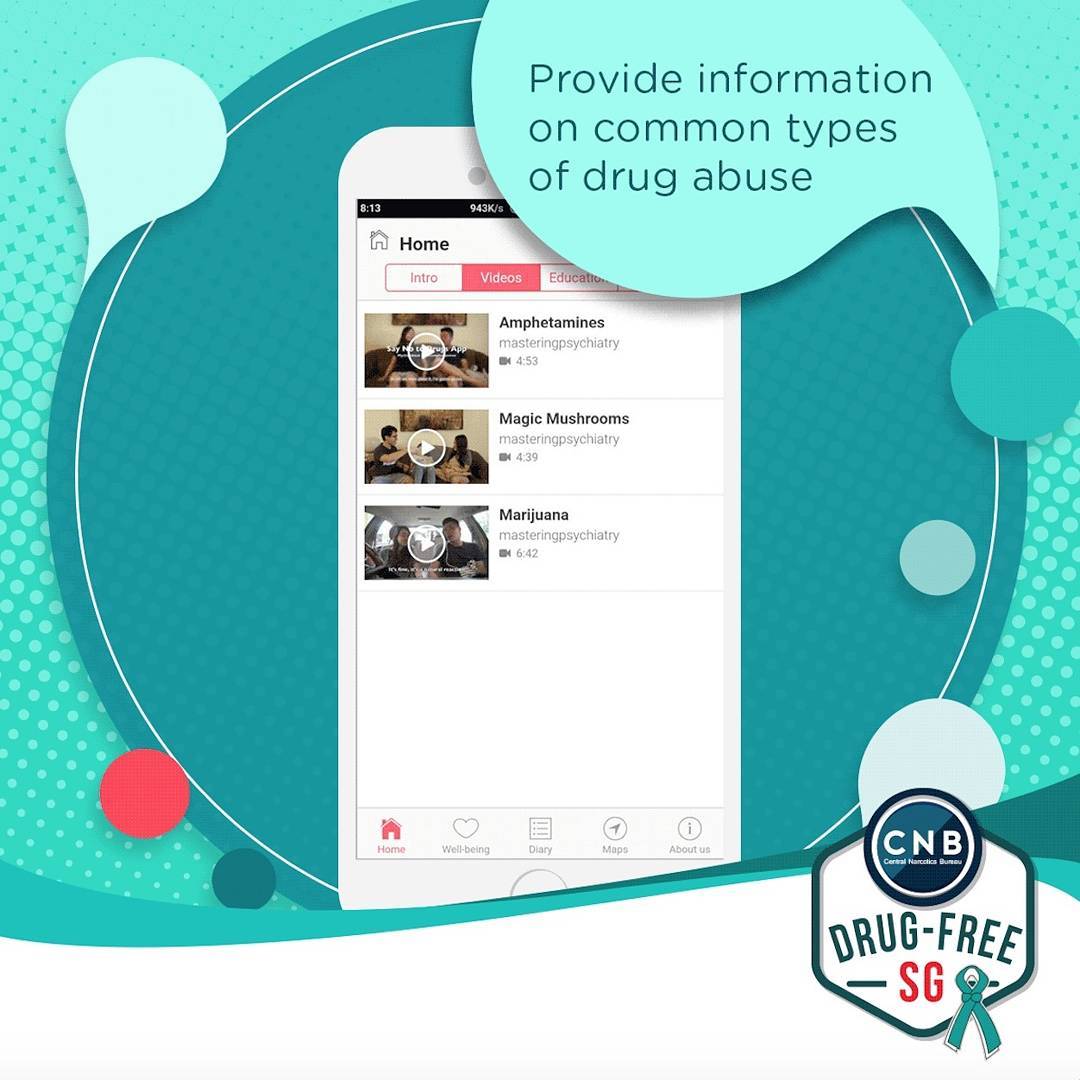 Provide information
on common types
of drug abuse
8:13
943K/s
Home
Intro
Videos
Amphetamines
masteringpsychiatry
4:53
Say No to Drugs App
Magic Mushrooms
masteringpsychiatry
4:39
Marijuana
masteringpsychiatry
6:42
Home
Well-being
Diary
Maps
About us
CNB
Central Narcotics Bureau
DRUG-FREE
SG